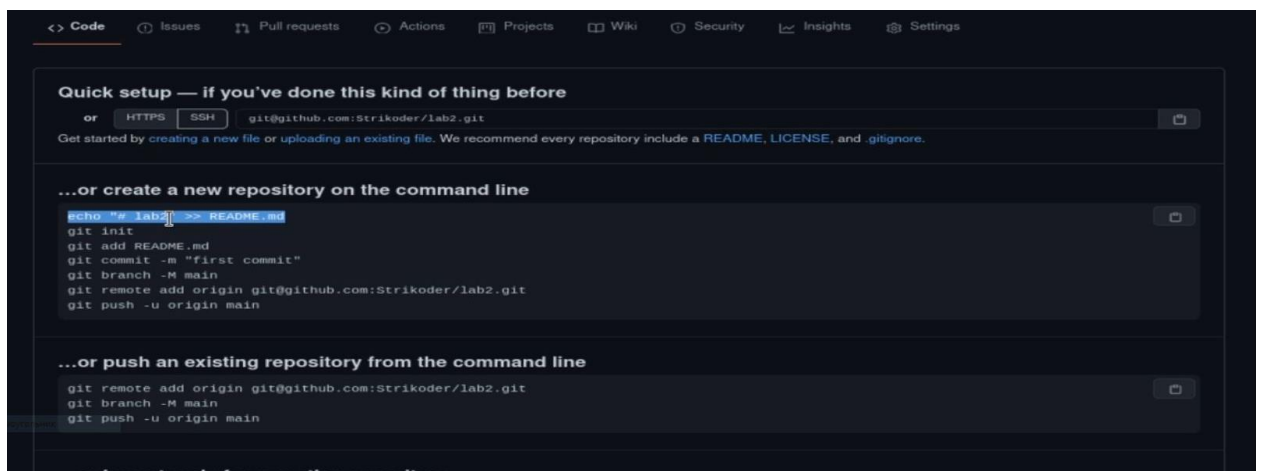 <> Code Issues Pull requests Actions Projects Wiki Security Insights Settings
Quick setup — if you've done this kind of thing before
or HTTPS SSH git@github.com:Strikoder/lab2.git
Get started by creating a new file or uploading an existing file. We recommend every repository include a README, LICENSE, and .gitignore.
...or create a new repository on the command line
echo "# lab2" >> README.md
git init
git add README.md
git commit -m "first commit"
git branch -M main
git remote add origin git@github.com:Strikoder/lab2.git
git push -u origin main
...or push an existing repository from the command line
git remote add origin git@github.com:Strikoder/lab2.git
git branch -M main
git push -u origin main